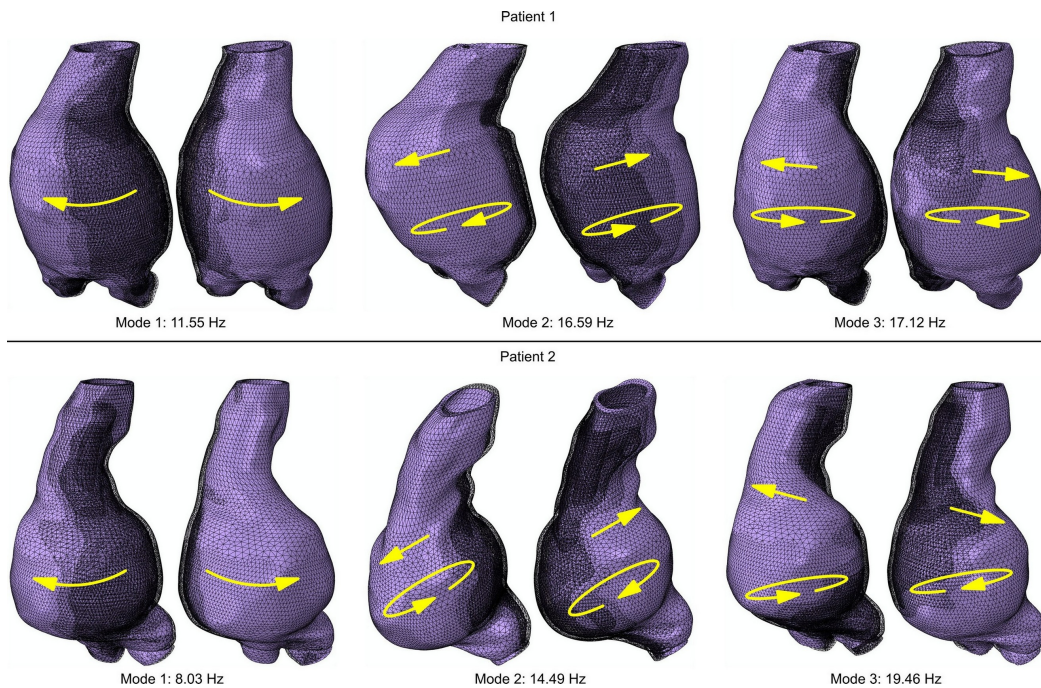 Patient 1
Mode 1: 11.55 Hz
Mode 2: 16.59 Hz
Mode 3: 17.12 Hz
Patient 2
Mode 1: 8.03 Hz
Mode 2: 14.49 Hz
Mode 3: 19.46 Hz